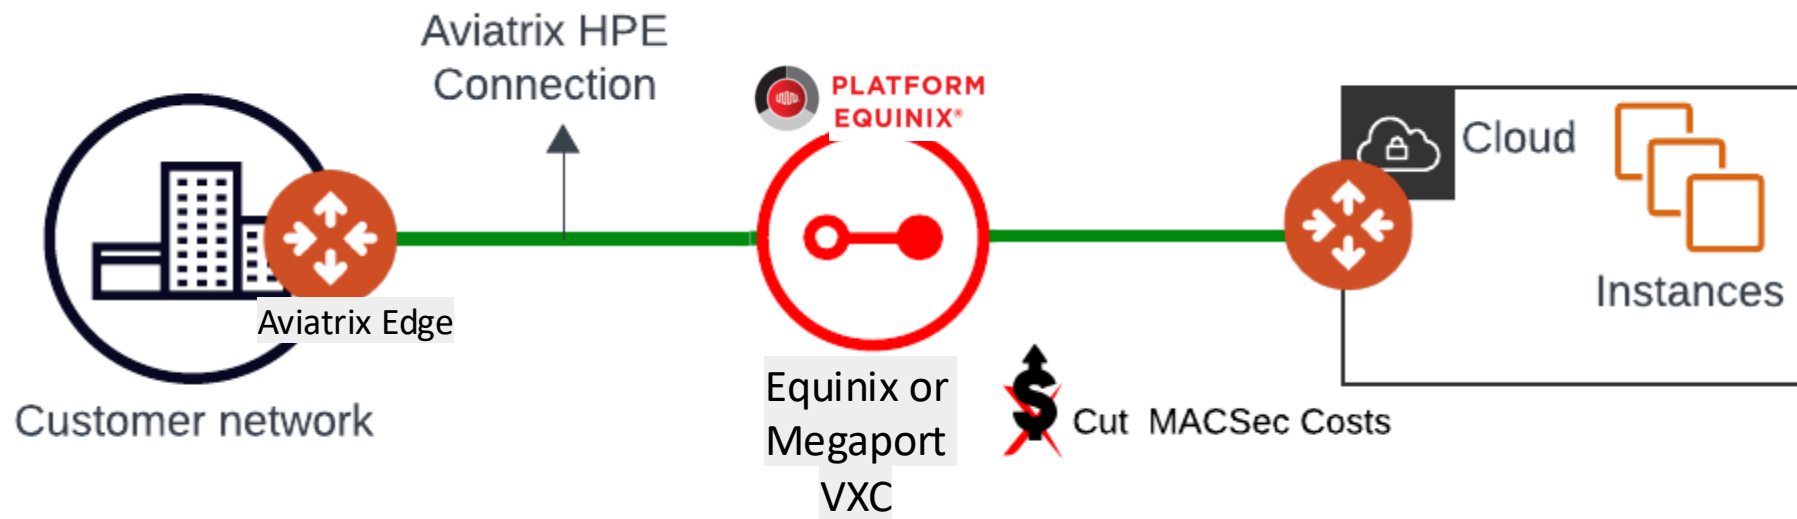 Aviatrix HPE
Connection
PLATFORM
EQUINIX®
Cloud
Instances
Aviatrix Edge
Customer network
Equinix or
Megaport
VXC
Cut MACSec Costs